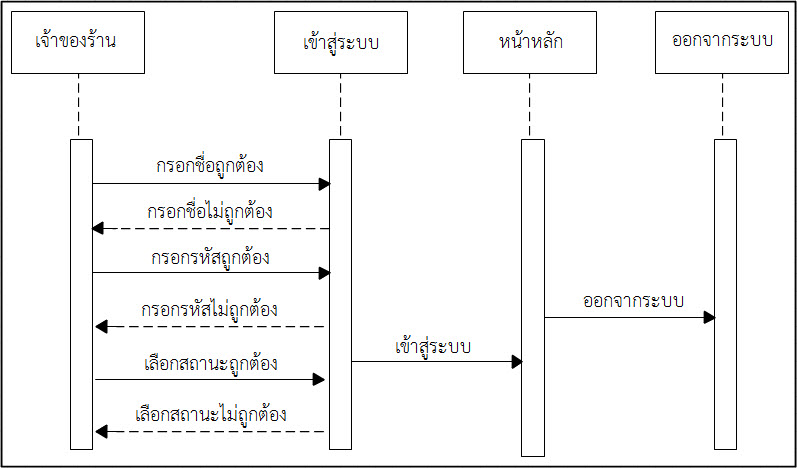 เจ้าของร้าน
เข้าสู่ระบบ
หน้าหลัก
ออกจากระบบ
กรอกชื่อถูกต้อง
กรอกชื่อไม่ถูกต้อง
กรอกรหัสถูกต้อง
กรอกรหัสไม่ถูกต้อง
ออกจากระบบ
เข้าสู่ระบบ
เลือกสถานะถูกต้อง
เลือกสถานะไม่ถูกต้อง